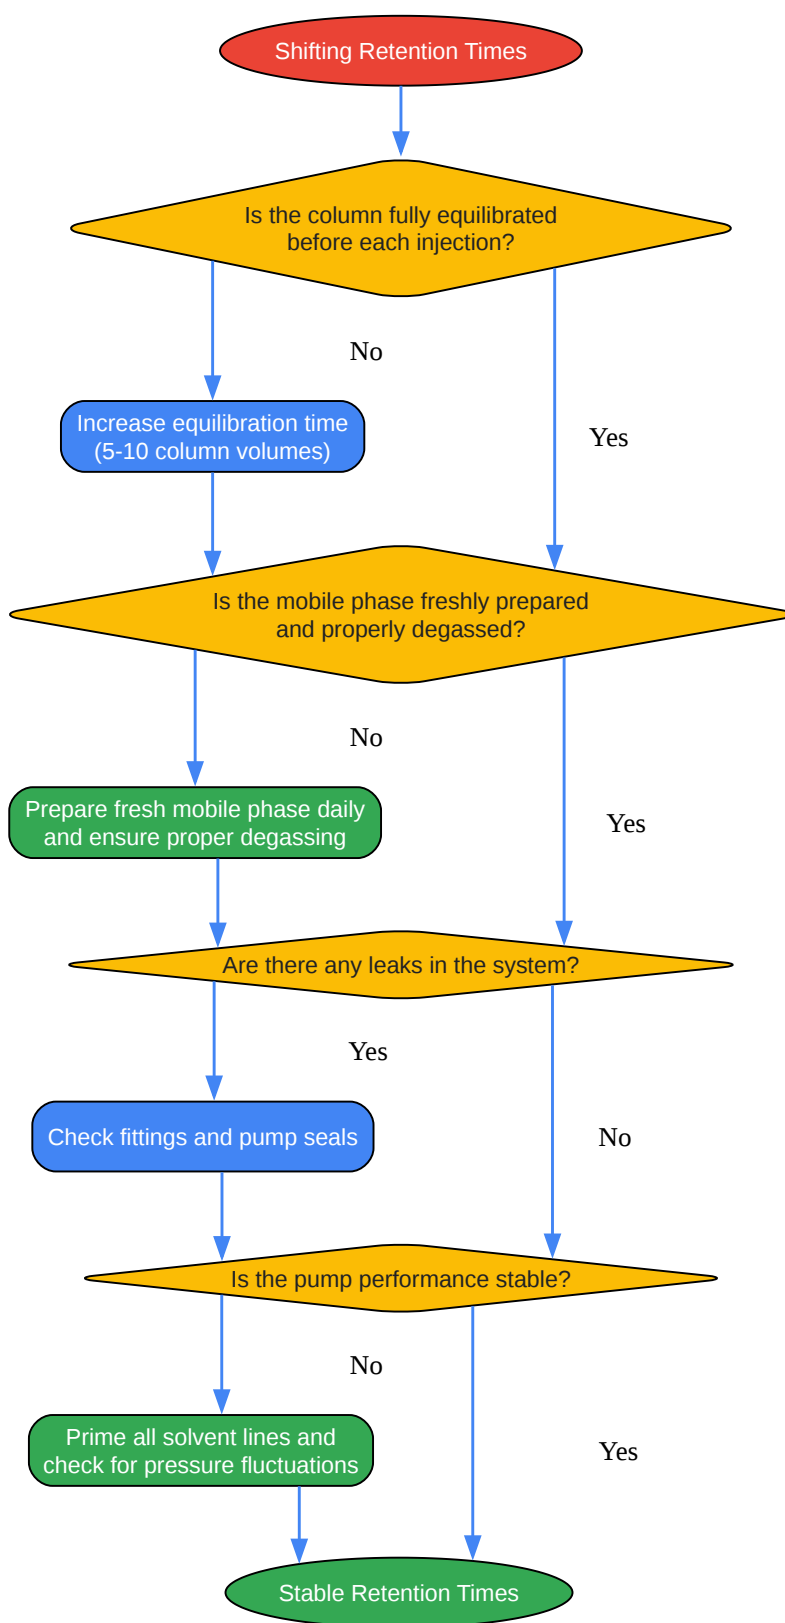 Shifting Retention Times
Is the column fully equilibrated
before each injection?
No
Increase equilibration time
(5-10 column volumes)
Yes
Is the mobile phase freshly prepared
and properly degassed?
No
Prepare fresh mobile phase daily
and ensure proper degassing
Yes
Are there any leaks in the system?
Yes
Check fittings and pump seals
No
Is the pump performance stable?
No
Prime all solvent lines and
check for pressure fluctuations
Yes
Stable Retention Times